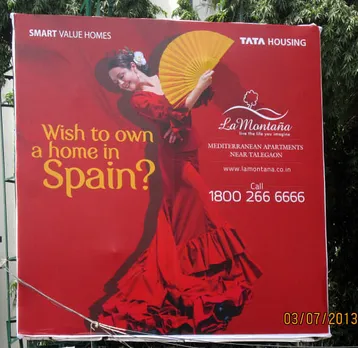 SMART VALUE HOMES
TATA HOUSING
Wish to own
a home in
Spain?
La Montaña
live the life you imagine
MEDITERRANEAN APARTMENTS
NEAR TALEGAON
www.lamontana.co.in
Call
1800 266 6666
03/07/2013